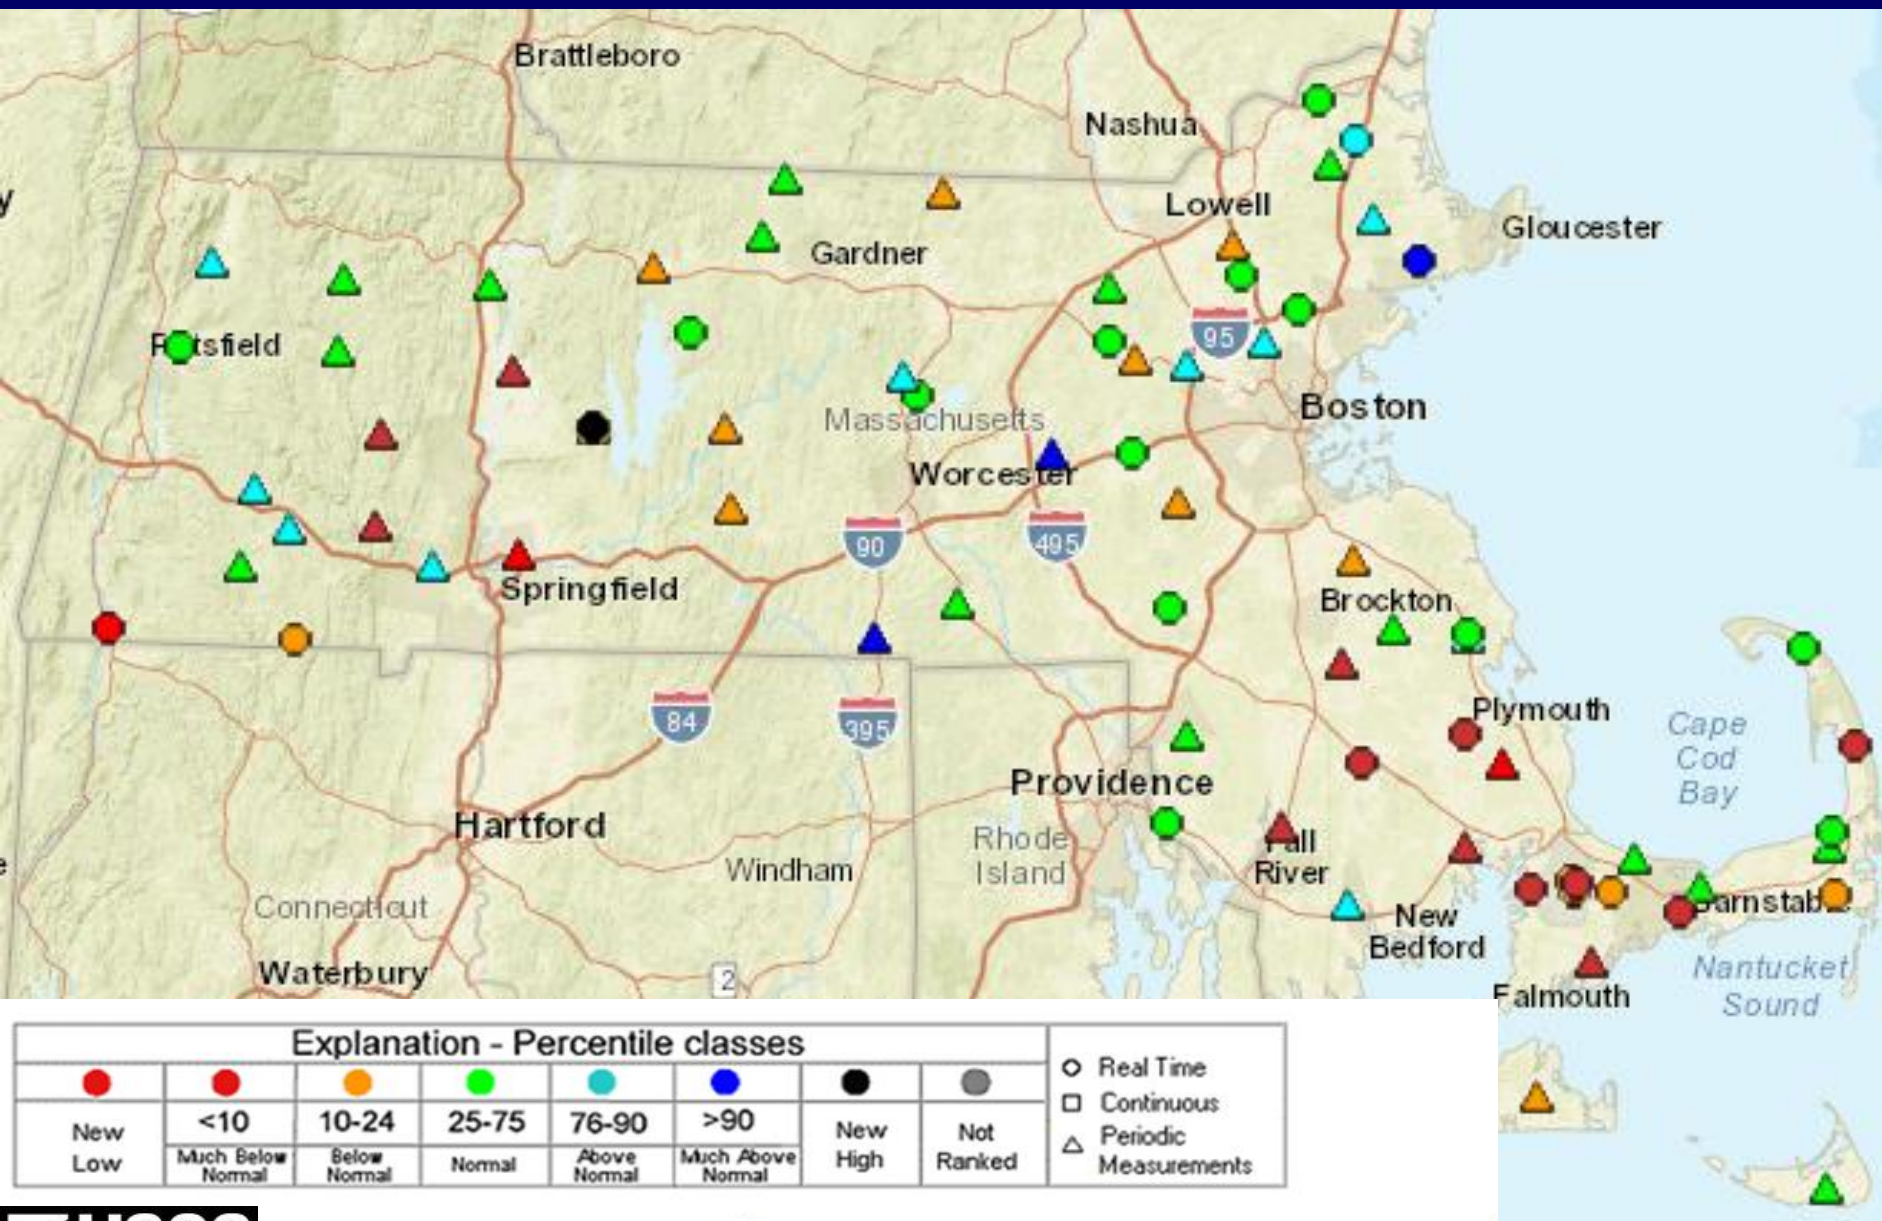 Brattleboro
Nashua
y
Lowell
Gloucester
Gardner
95
Pittsfield
Boston
Massachusetts
Worcester
90
495
Springfield
Brockton
84
395
Plymouth
Cape
Cod
Bay
Providence
Hartford
Rhode
Island
Windham
Fall
River
e
Connecticut
New
Bedford
Barnstable
Waterbury
2
Nantucket
Sound
Falmouth
Explanation - Percentile classes
New
Low
<10
Much Below
Normal
10-24
Below
Normal
25-75
Normal
76-90
Above
Normal
>90
Much Above
Normal
New
High
Not
Ranked
Real Time
Continuous
Periodic
Measurements